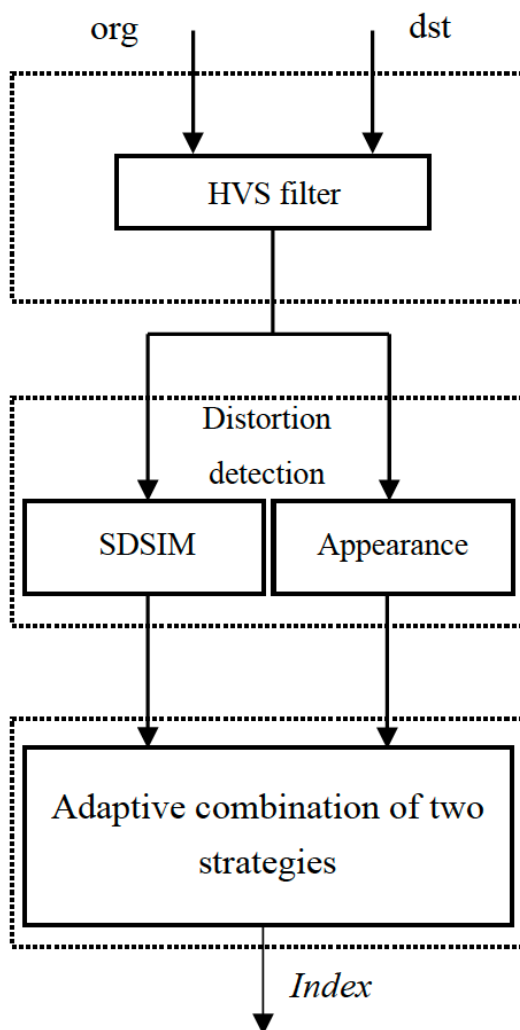 org
dst
HVS filter
Distortion
detection
SDSIM
Appearance
Adaptive combination of two
strategies
Index